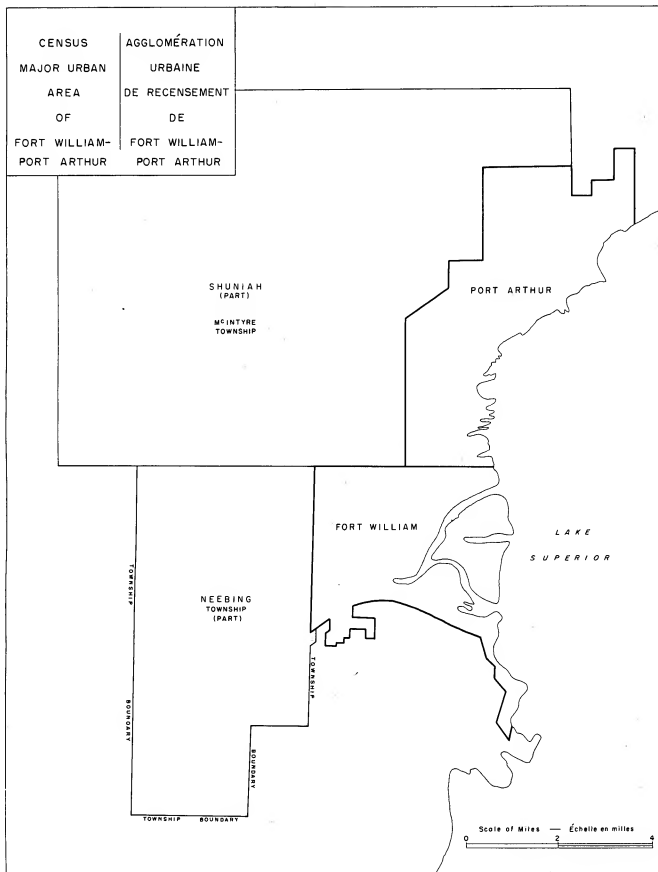 CENSUS
MAJOR URBAN
AREA
OF
FORT WILLIAM-
PORT ARTHUR
AGGLOMÉRATION
URBAINE
DE RECENSEMENT
DE
FORT WILLIAM-
PORT ARTHUR
SHUNIAH
(PART)
McINTYRE
TOWNSHIP
PORT ARTHUR
FORT WILLIAM
LAKE
SUPERIOR
TOWNSHIP
BOUNDARY
NEEBING
TOWNSHIP
(PART)
TOWNSHIP
BOUNDARY
TOWNSHIP BOUNDARY
Scale of Miles — Échelle en milles
0 2 4